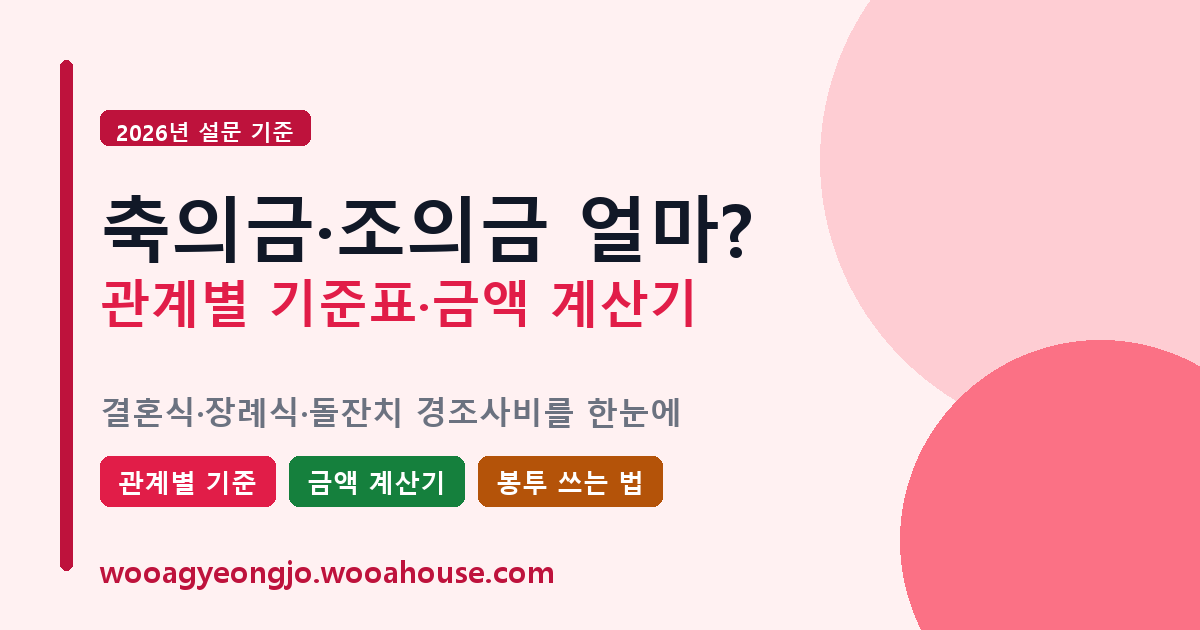 2026년 설문 기준
축의금·조의금 얼마?
관계별 기준표·금액 계산기
결혼식·장례식·돌잔치 경조사비를 한눈에
관계별 기준 금액 계산기 봉투 쓰는 법
wooagyeongjo.wooahouse.com